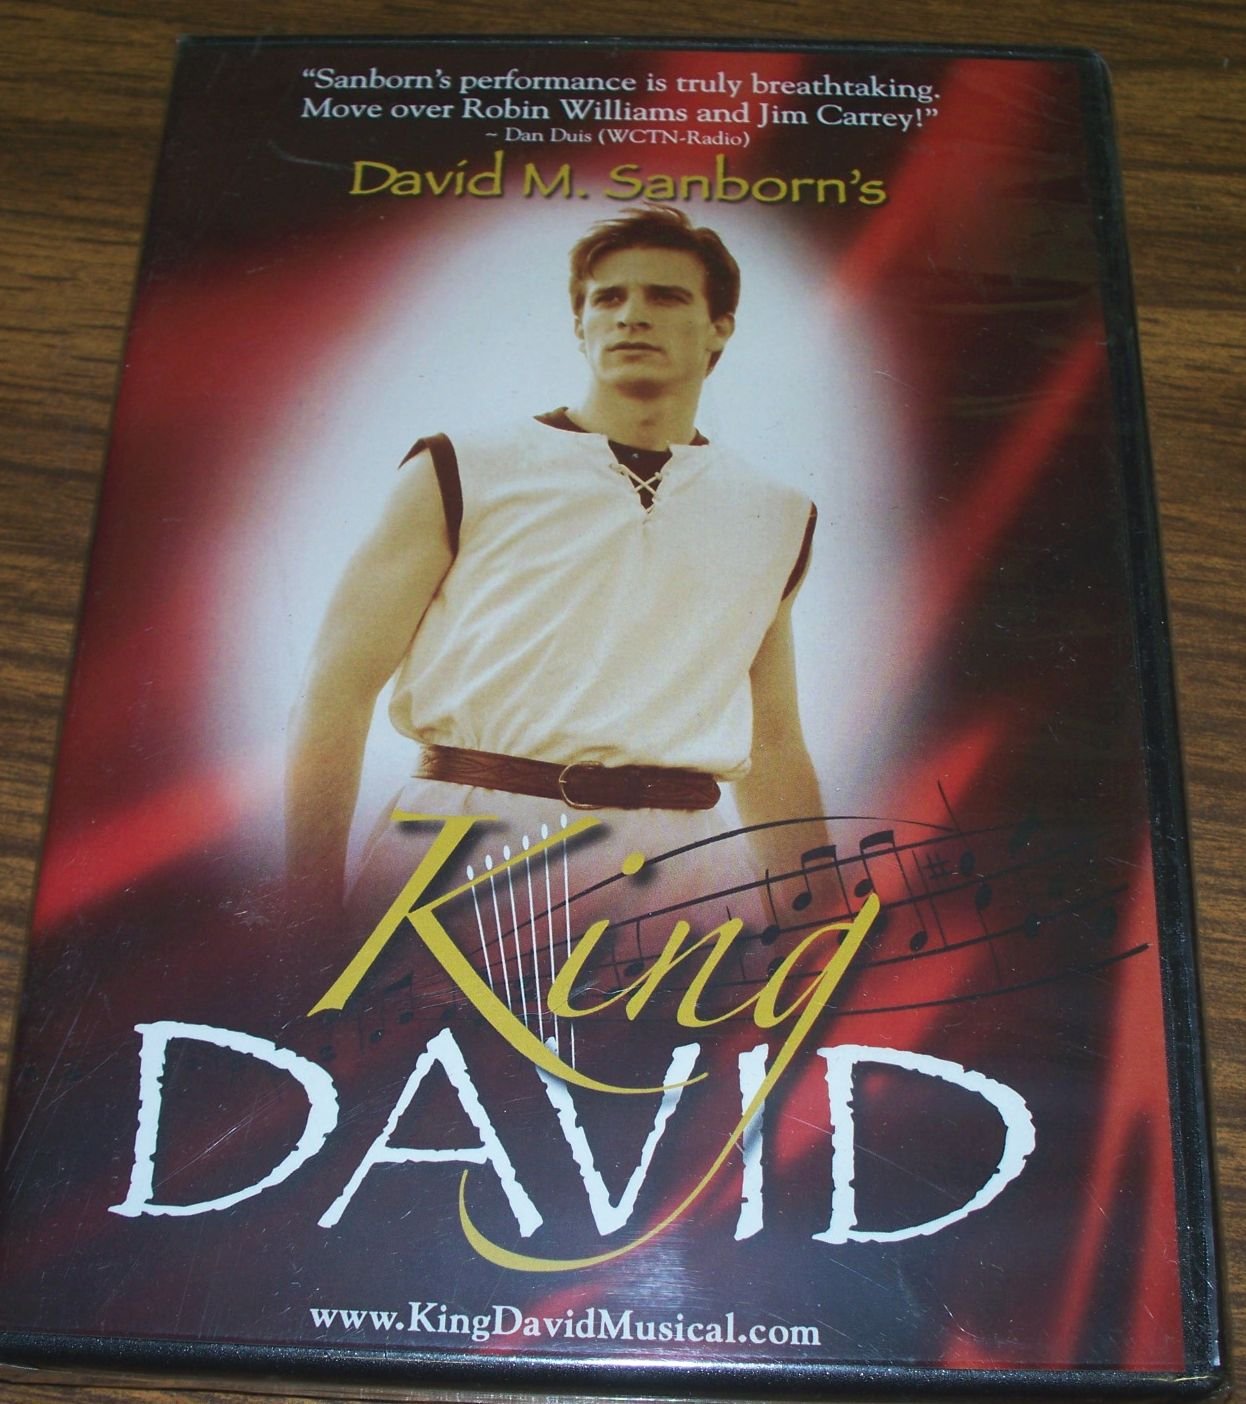 “Sanborn’s performance is truly breathtaking.
Move over Robin Williams and Jim Carrey!”
~ Dan Duis (WCTN-Radio)
David M. Sanborn’s
King
DAVID
www.KingDavidMusical.com